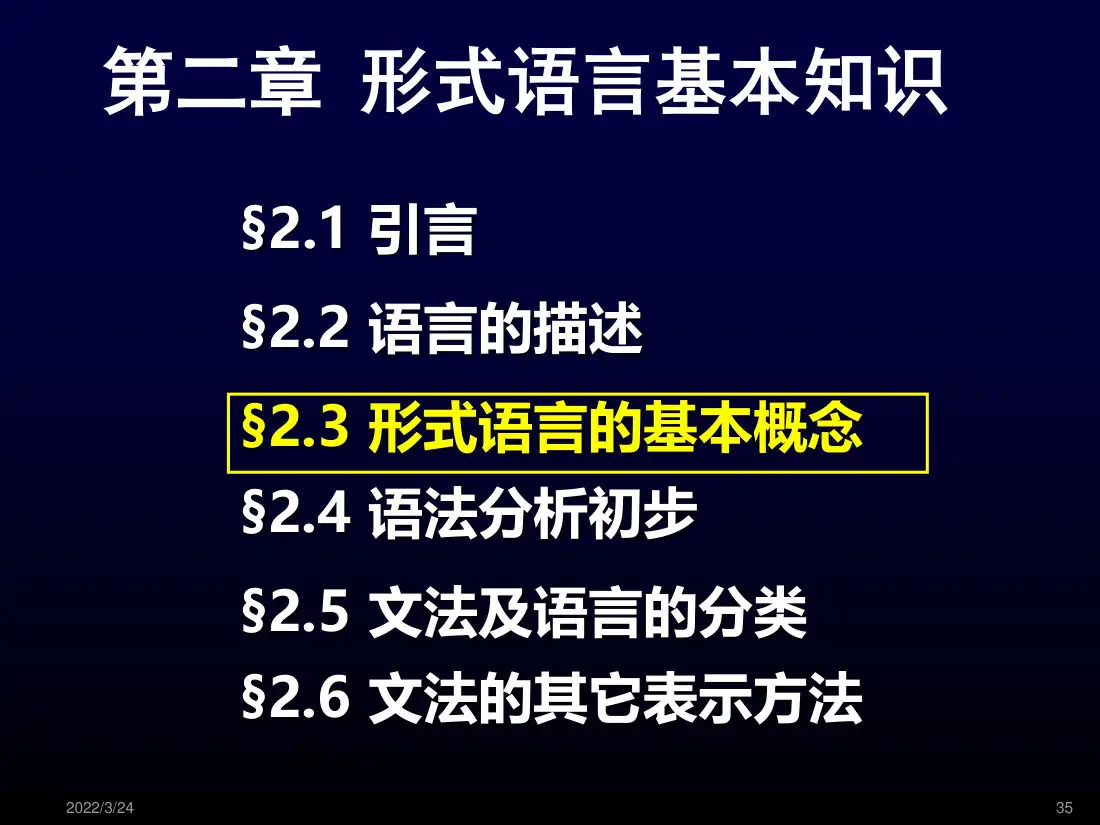 第二章 形式语言基本知识
§2.1 引言
§2.2 语言的描述
§2.3 形式语言的基本概念
§2.4 语法分析初步
§2.5 文法及语言的分类
§2.6 文法的其它表示方法
2022/3/24
35